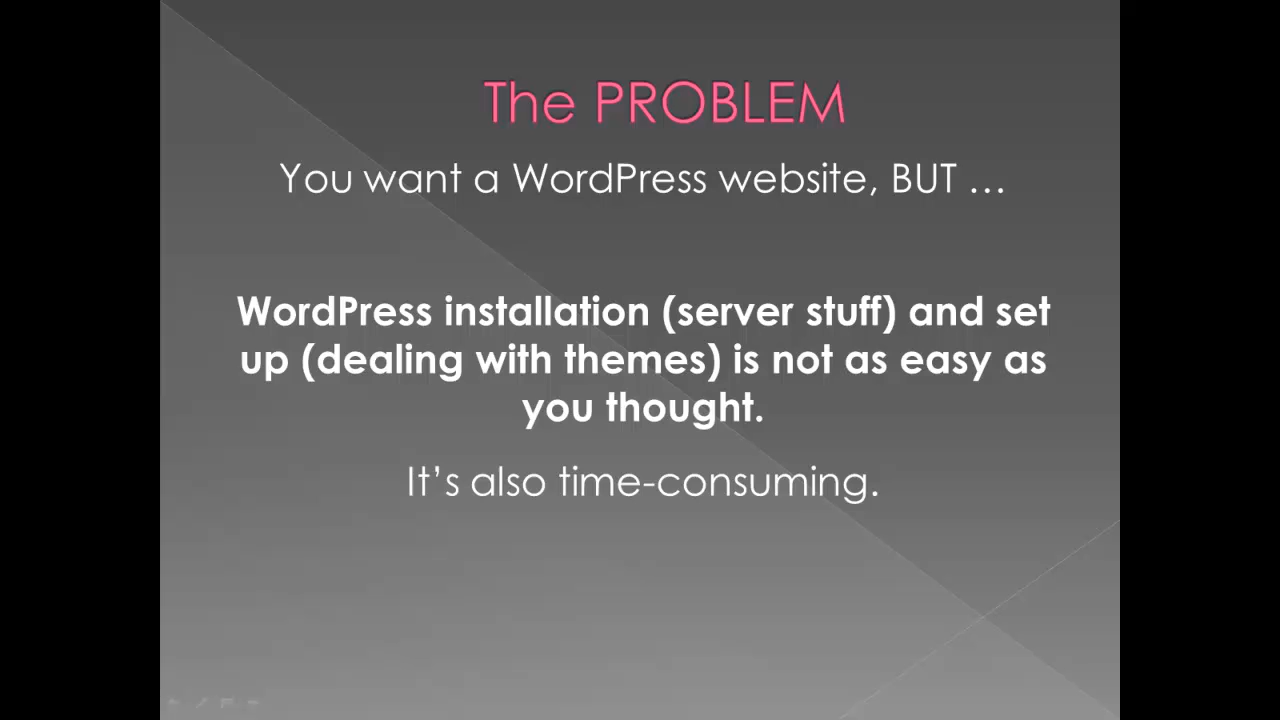 The PROBLEM
You want a WordPress website, BUT …
WordPress installation (server stuff) and set
up (dealing with themes) is not as easy as
you thought.
It’s also time-consuming.